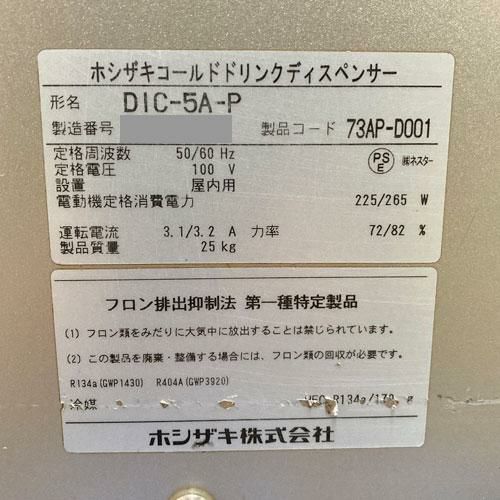 ホシザキコールドドリンクディスペンサー
形名 DIC-5A-P
製造番号 製品コード 73AP-D001
定格周波数 50/60 Hz
定格電圧 100 V
設置 屋内用
電動機定格消費電力 225/265 W
PS E ㈱ネスター
運転電流 3.1/3.2 A 力率 72/82 %
製品質量 25 kg
フロン排出抑制法 第一種特定製品
(1) フロン類をみだりに大気中に放出することは禁じられています。
(2) この製品を廃棄・整備する場合には、フロン類の回収が必要です。
R134a(GWP1430) R404A(GWP3920)
冷媒 HFC R134a/170 g
ホシザキ株式会社